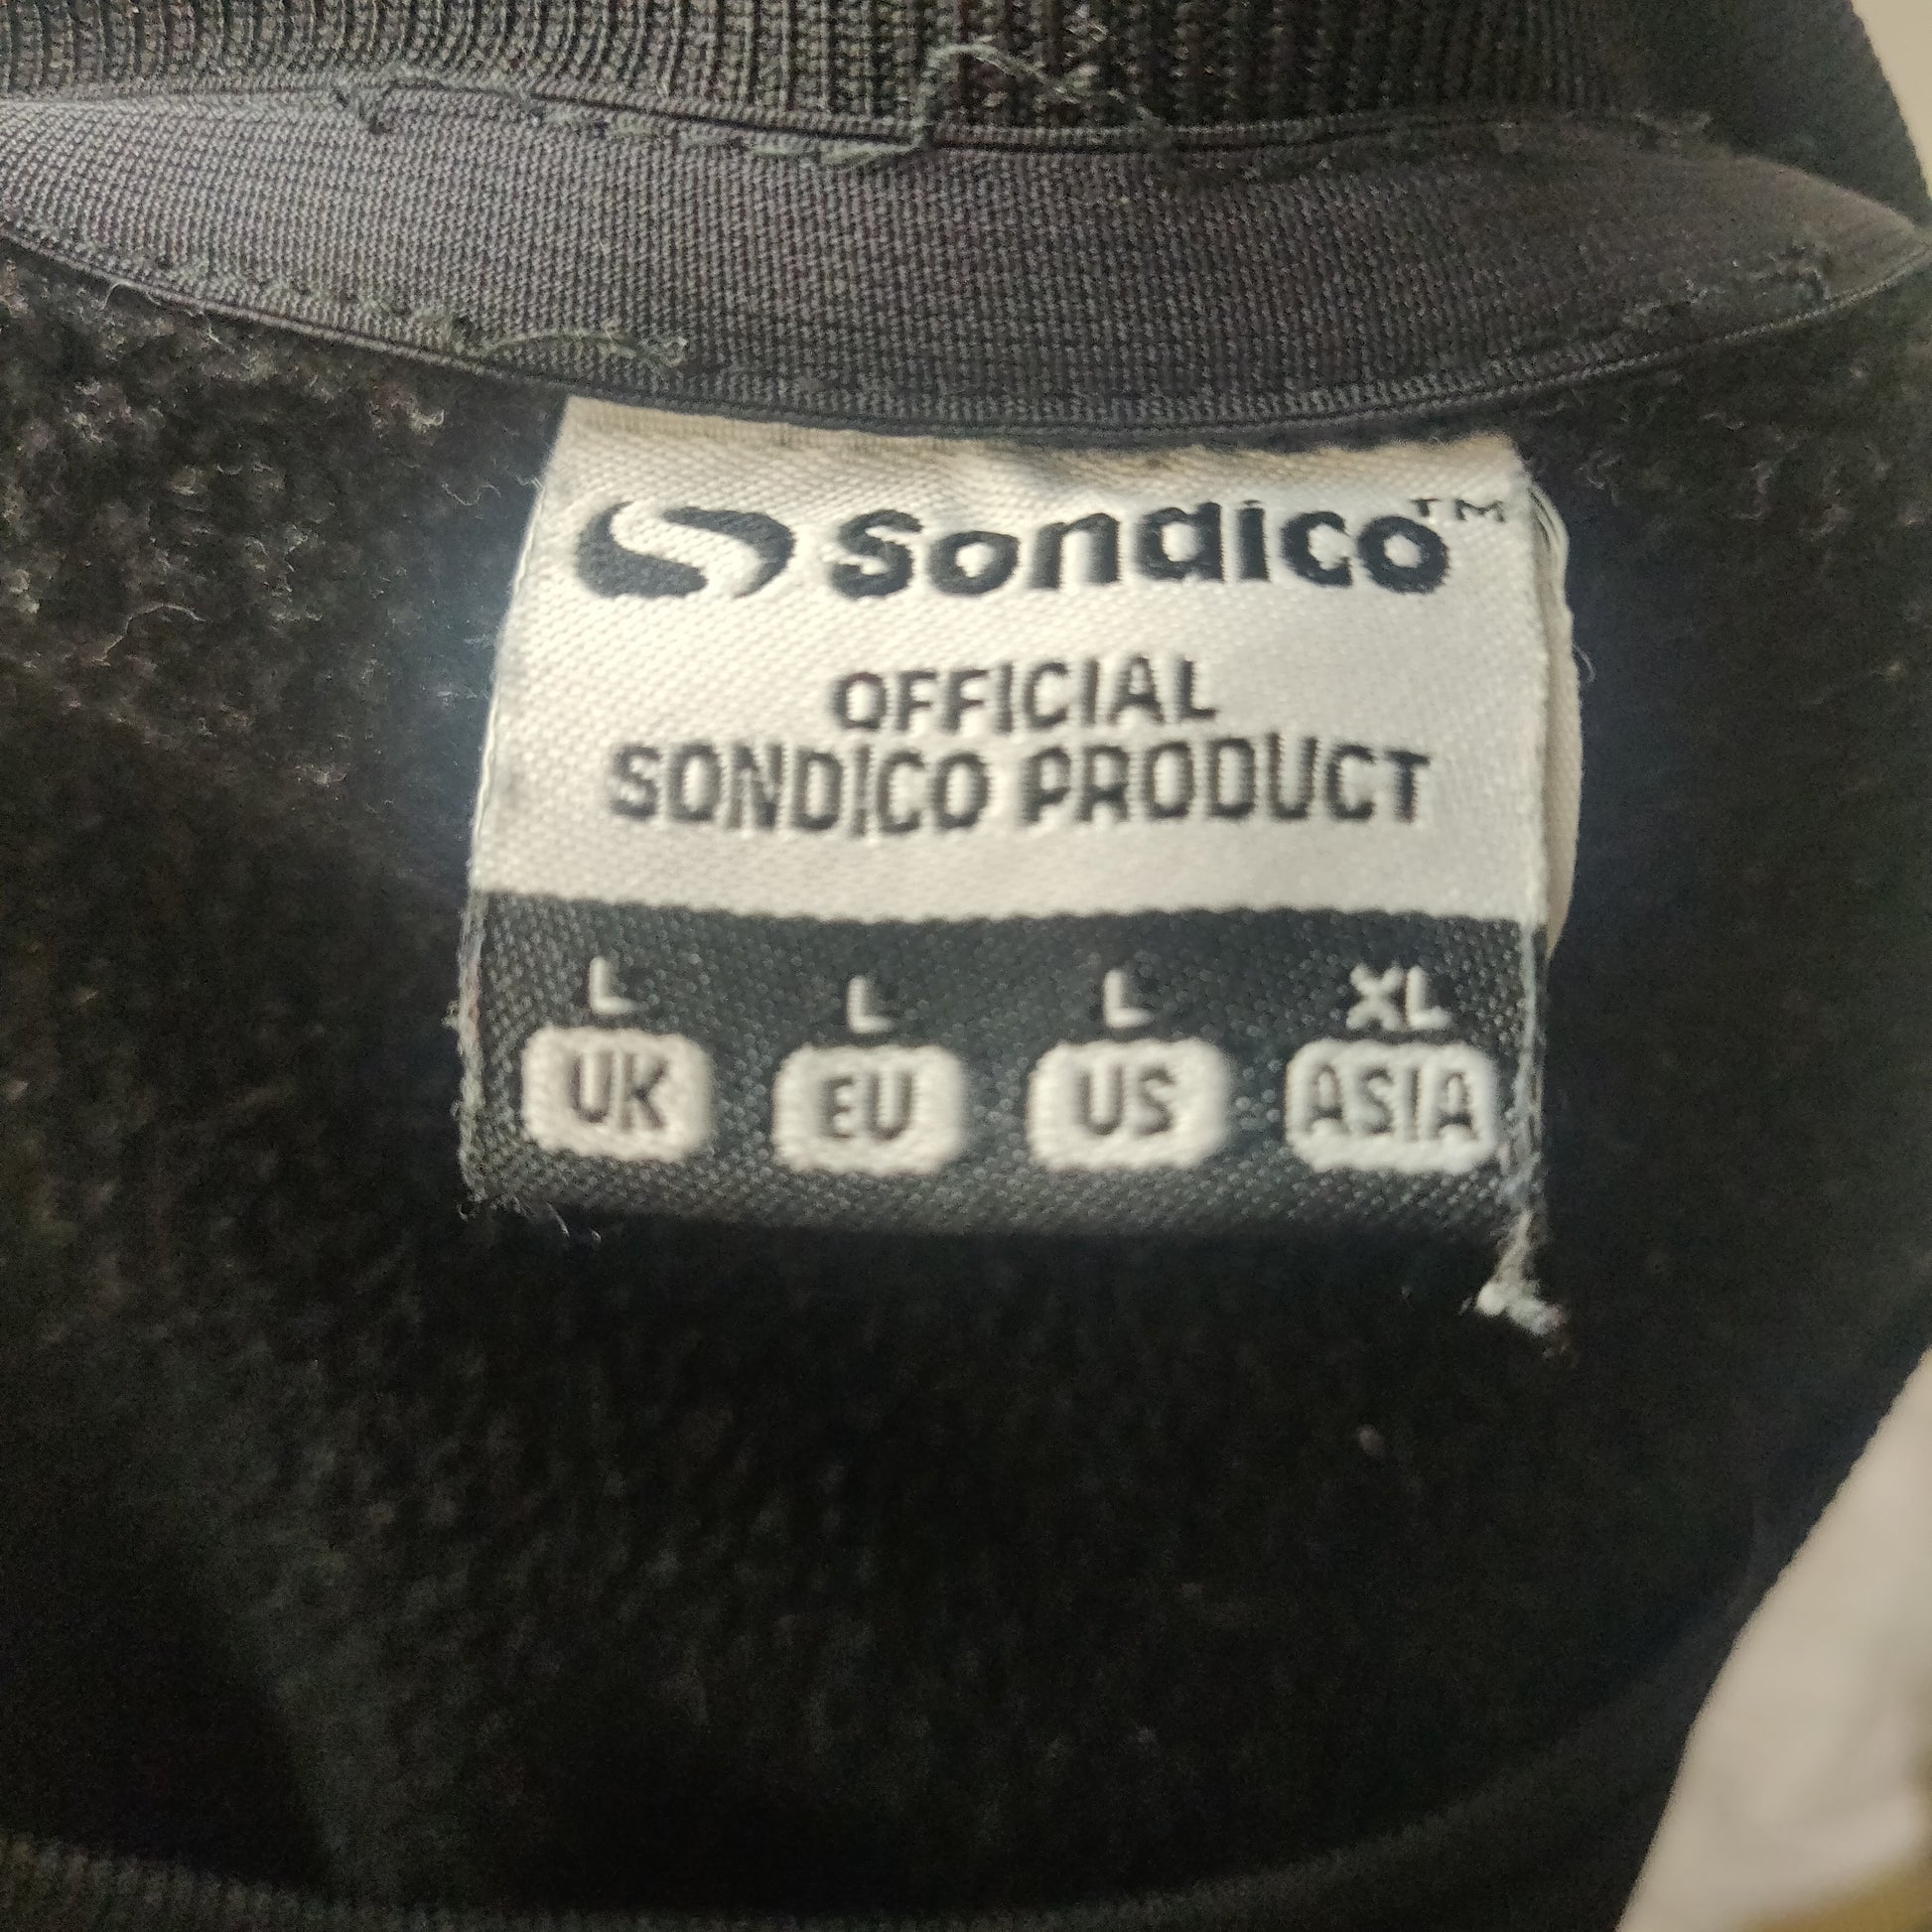 Sondico™
OFFICIAL
SONDICO PRODUCT
L L L XL
UK EU US ASIA